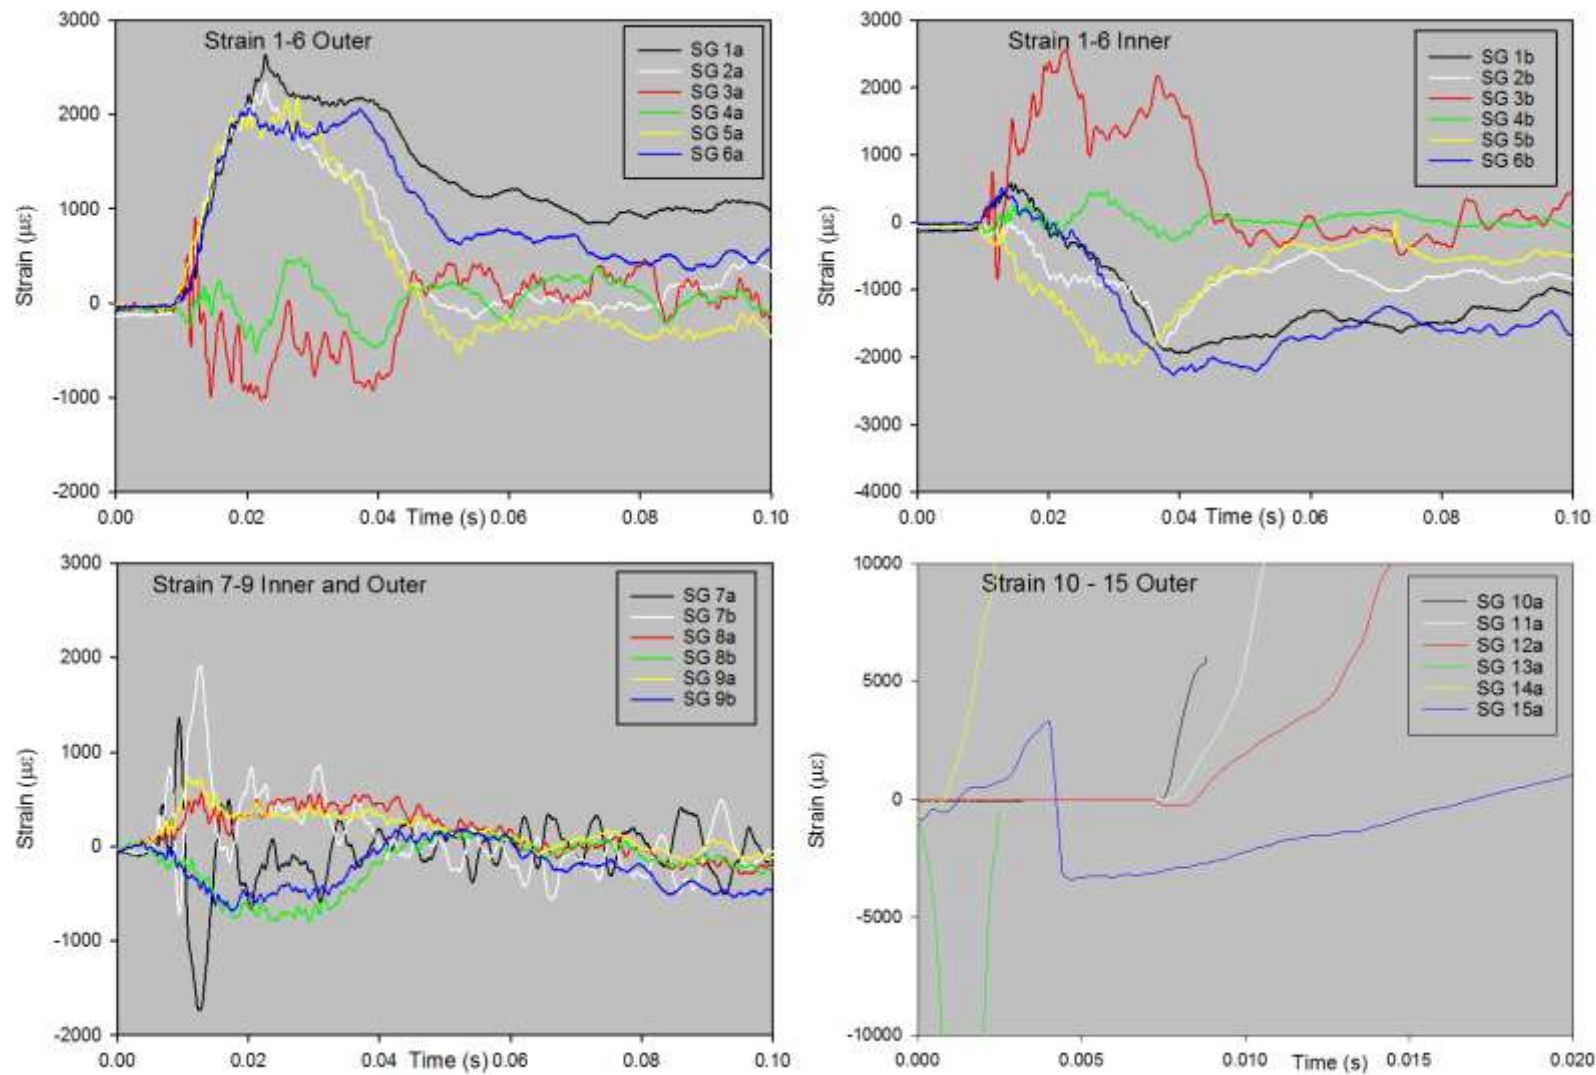 Strain 1-6 Outer
SG 1a
SG 2a
SG 3a
SG 4a
SG 5a
SG 6a
3000
2000
1000
0
-1000
-2000
Strain (με)
0.00
0.02
0.04
Time (s)
0.06
0.08
0.10
Strain 1-6 Inner
SG 1b
SG 2b
SG 3b
SG 4b
SG 5b
SG 6b
3000
2000
1000
0
-1000
-2000
-3000
-4000
Strain (με)
0.00
0.02
0.04
Time (s)
0.06
0.08
0.10
Strain 7-9 Inner and Outer
SG 7a
SG 7b
SG 8a
SG 8b
SG 9a
SG 9b
3000
2000
1000
0
-1000
-2000
Strain (με)
0.00
0.02
0.04
Time (s)
0.06
0.08
0.10
Strain 10 - 15 Outer
SG 10a
SG 11a
SG 12a
SG 13a
SG 14a
SG 15a
10000
5000
0
-5000
-10000
Strain (με)
0.000
0.005
0.010
Time (s)
0.015
0.020